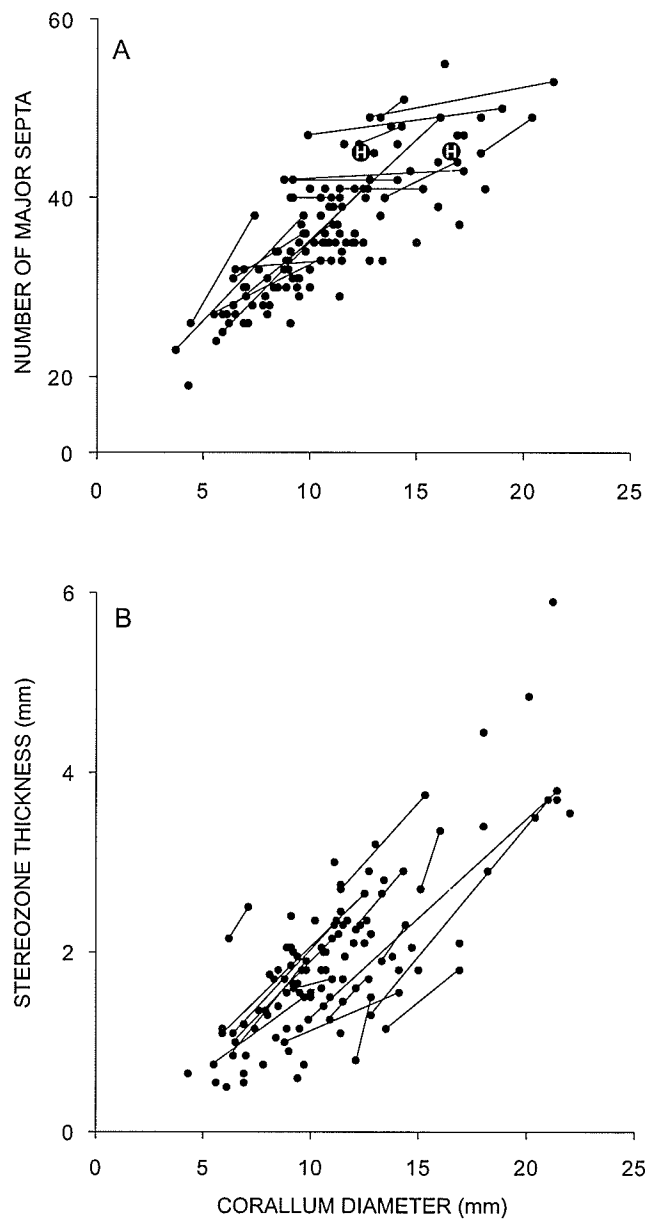 A
60
40
20
0
NUMBER OF MAJOR SEPTA
H
H
0 5 10 15 20 25
B
6
4
2
0
STEREOZONE THICKNESS (mm)
0 5 10 15 20 25
CORALLUM DIAMETER (mm)